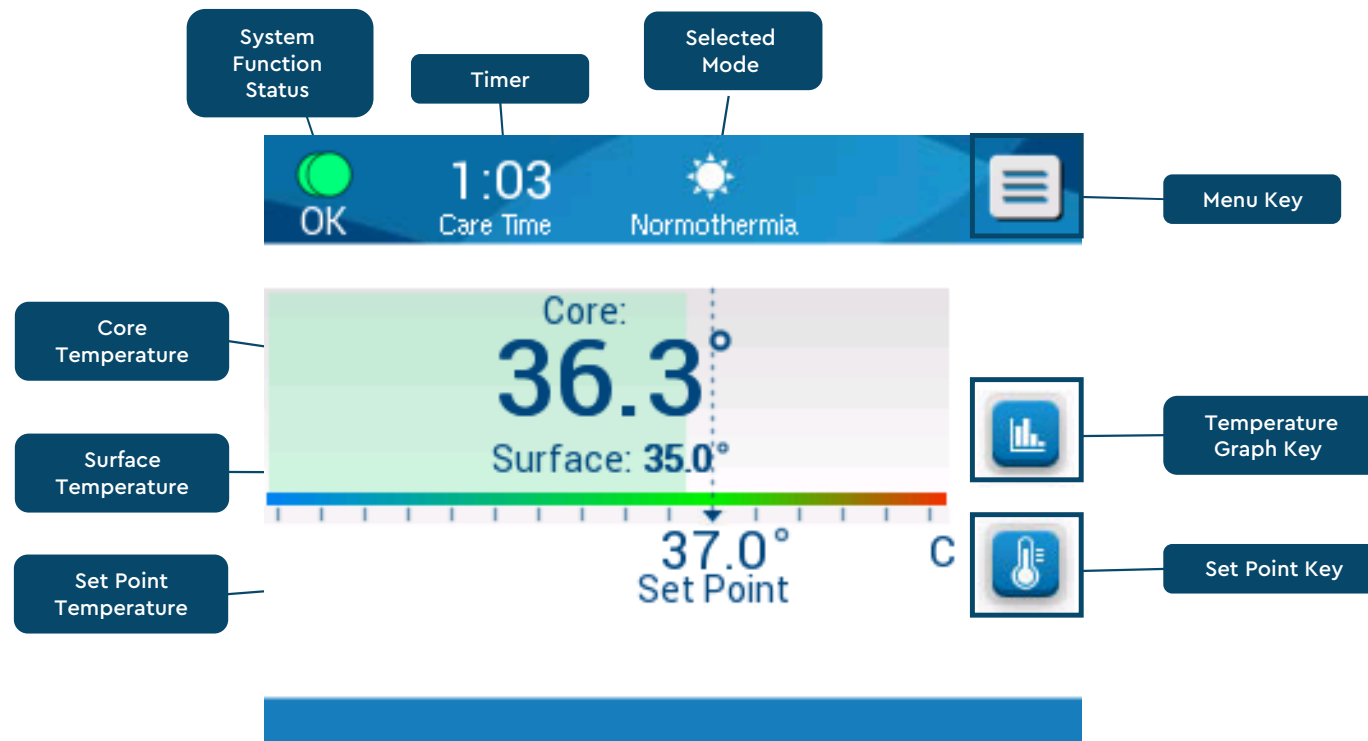 System
Function
Status
Timer
Selected
Mode
OK
1:03
Care Time
Normothermia
Menu Key
Core
Temperature
Core:
36.3°
Surface
Temperature
Surface: 35.0°
Temperature
Graph Key
Set Point
Temperature
37.0°
Set Point
C
Set Point Key